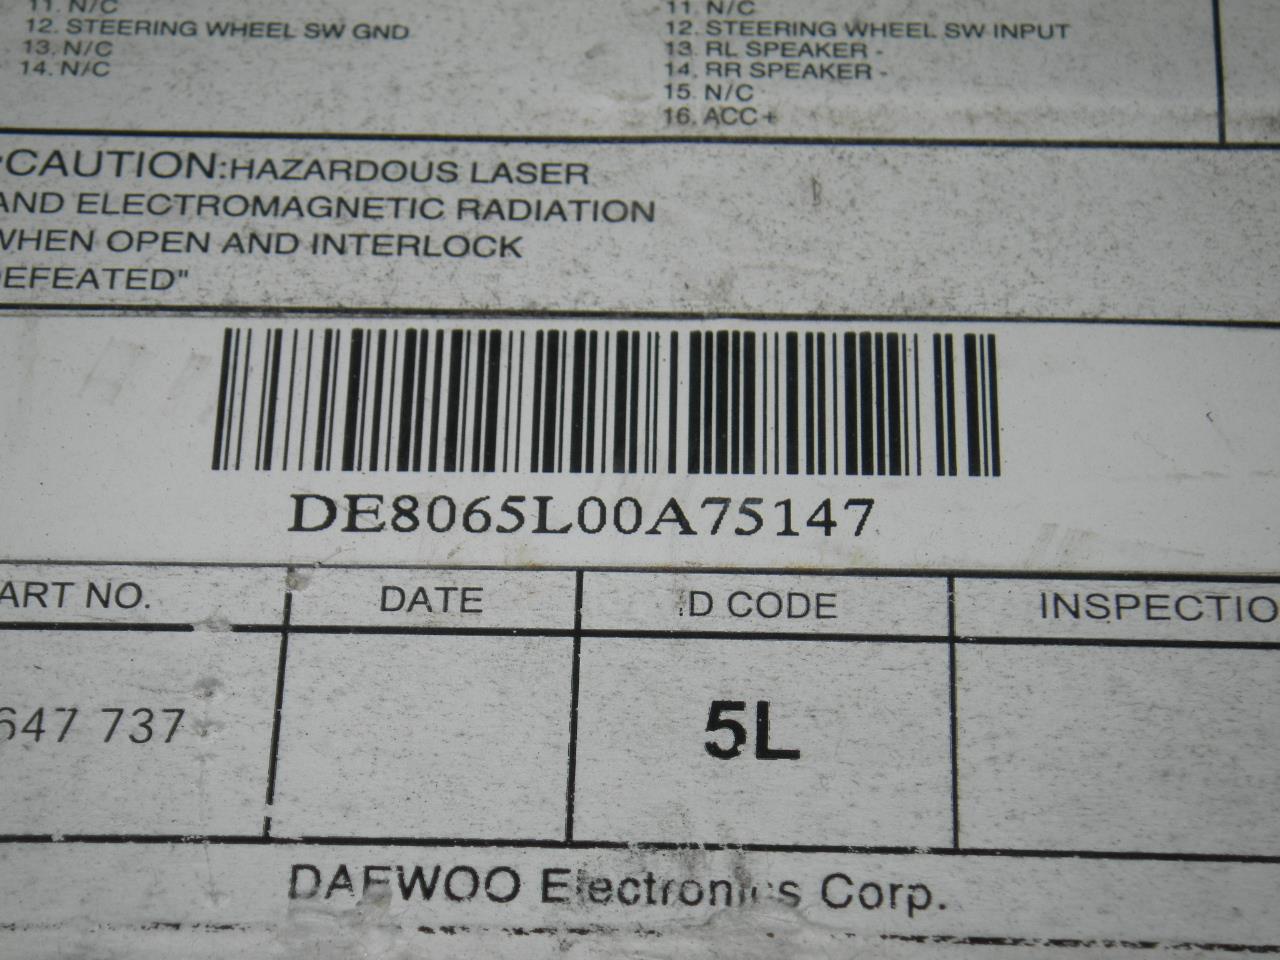 11. N/C
12. STEERING WHEEL SW GND
13. N/C
14. N/C
11. N/C
12. STEERING WHEEL SW INPUT
13. RL SPEAKER -
14. RR SPEAKER -
15. N/C
16. ACC+
CAUTION:HAZARDOUS LASER
AND ELECTROMAGNETIC RADIATION
WHEN OPEN AND INTERLOCK
DEFEATED"
DE8065L00A75147
ART NO. DATE ID CODE INSPECTIO
647 737 5L
DAEWOO Electronics Corp.